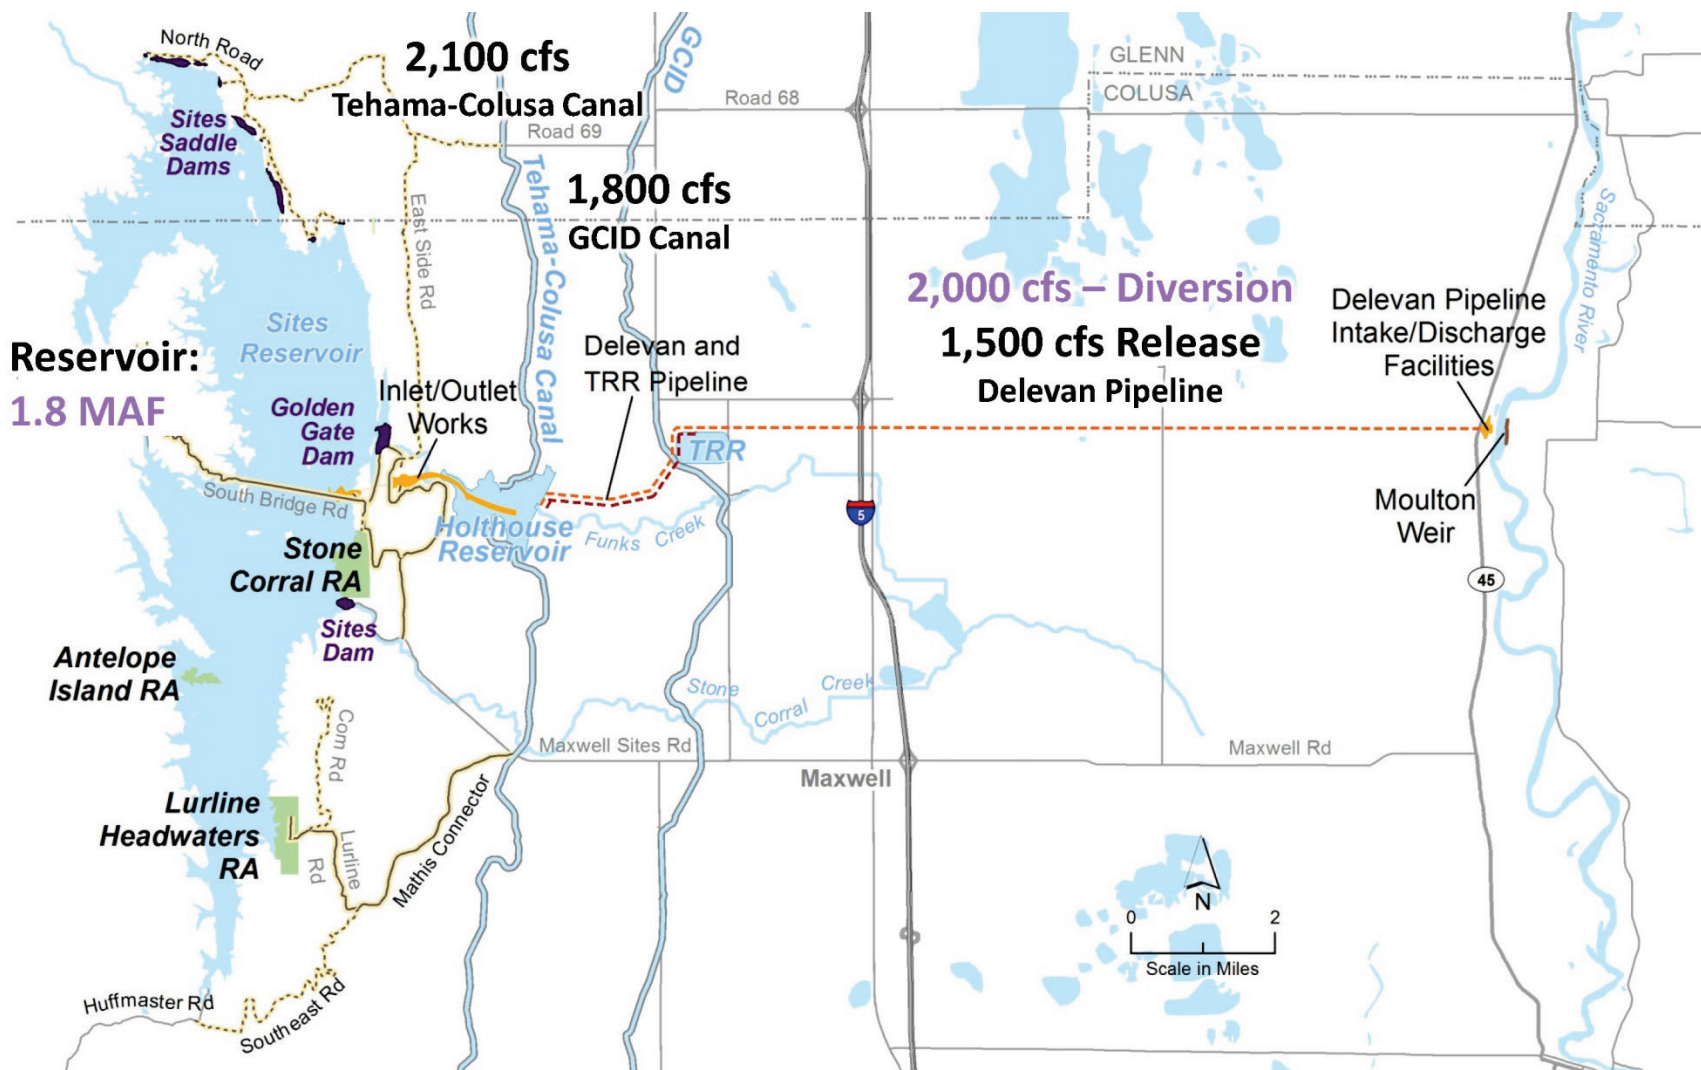 North Road
2,100 cfs
Tehama-Colusa Canal
GCID
GLENN
COLUSA
Road 68
Road 69
Sites
Saddle
Dams
1,800 cfs
GCID Canal
East Side Rd
Tehama-Colusa Canal
Sacramento River
2,000 cfs – Diversion
1,500 cfs Release
Delevan Pipeline
Delevan Pipeline
Intake/Discharge
Facilities
Sites
Reservoir
Reservoir:
1.8 MAF
Delevan and
TRR Pipeline
Inlet/Outlet
Works
Golden
Gate
Dam
TRR
South Bridge Rd
Holthouse
Reservoir
Funks Creek
5
Moulton
Weir
45
Stone
Corral RA
Sites
Dam
Antelope
Island RA
Stone Corral Creek
Com Rd
Maxwell Sites Rd
Maxwell Rd
Maxwell
Lurline
Headwaters
RA
Lurline Rd
Mathis Connector
N
0 2
Scale in Miles
Huffmaster Rd
Southeast Rd